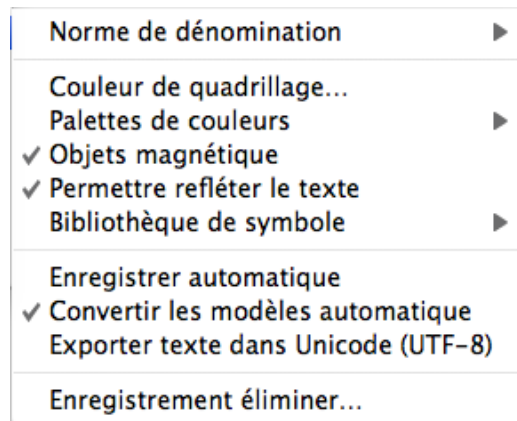 Norme de dénomination
Couleur de quadrillage...
Palettes de couleurs
Objets magnétique
Permettre refléter le texte
Bibliothèque de symbole
Enregistrer automatique
Convertir les modèles automatique
Exporter texte dans Unicode (UTF-8)
Enregistrement éliminer...